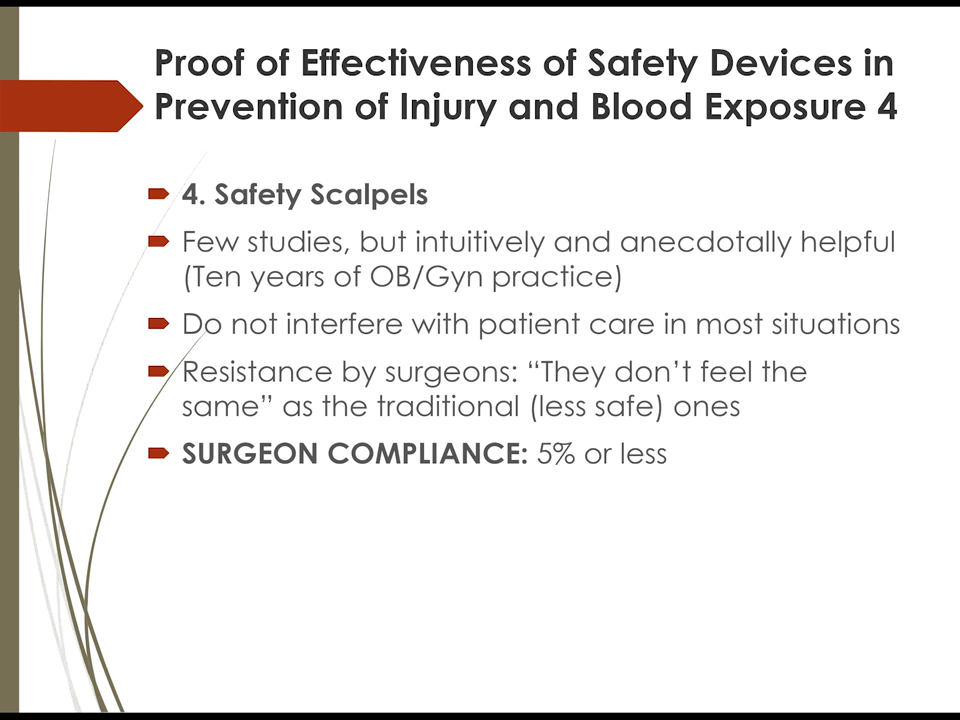 Proof of Effectiveness of Safety Devices in
Prevention of Injury and Blood Exposure 4
4. Safety Scalpels
Few studies, but intuitively and anecdotally helpful
(Ten years of OB/Gyn practice)
Do not interfere with patient care in most situations
Resistance by surgeons: “They don’t feel the
same” as the traditional (less safe) ones
SURGEON COMPLIANCE: 5% or less